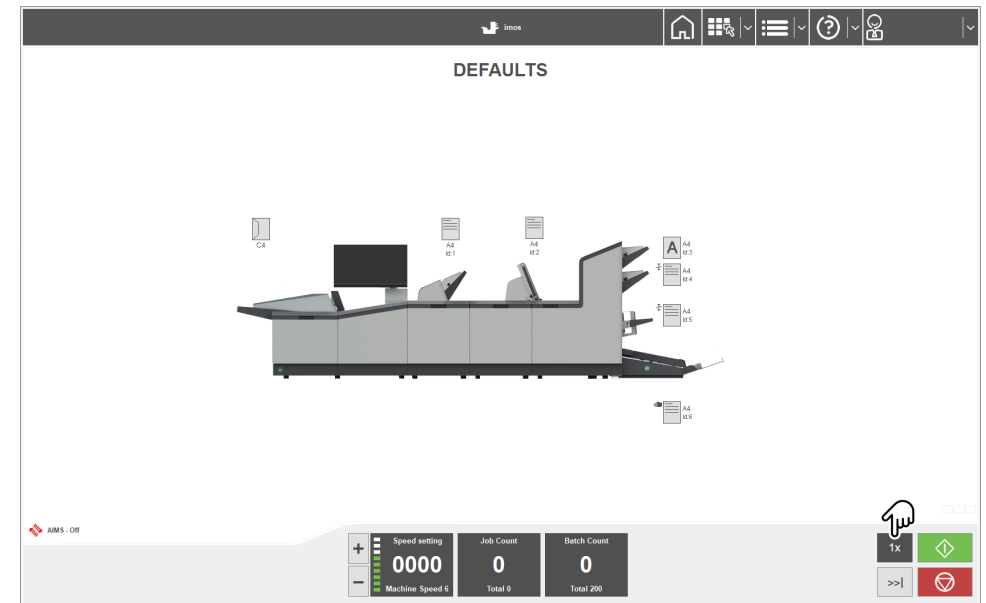 imos
DEFAULTS
C4
A4
Id:1
A4
Id:2
A
A4
Id:3
A4
Id:4
A4
Id:5
A4
Id:6
AIMS - Off
+
−
Speed setting
0000
Machine Speed 6
Job Count
0
Total 0
Batch Count
0
Total 200
1x
>>|